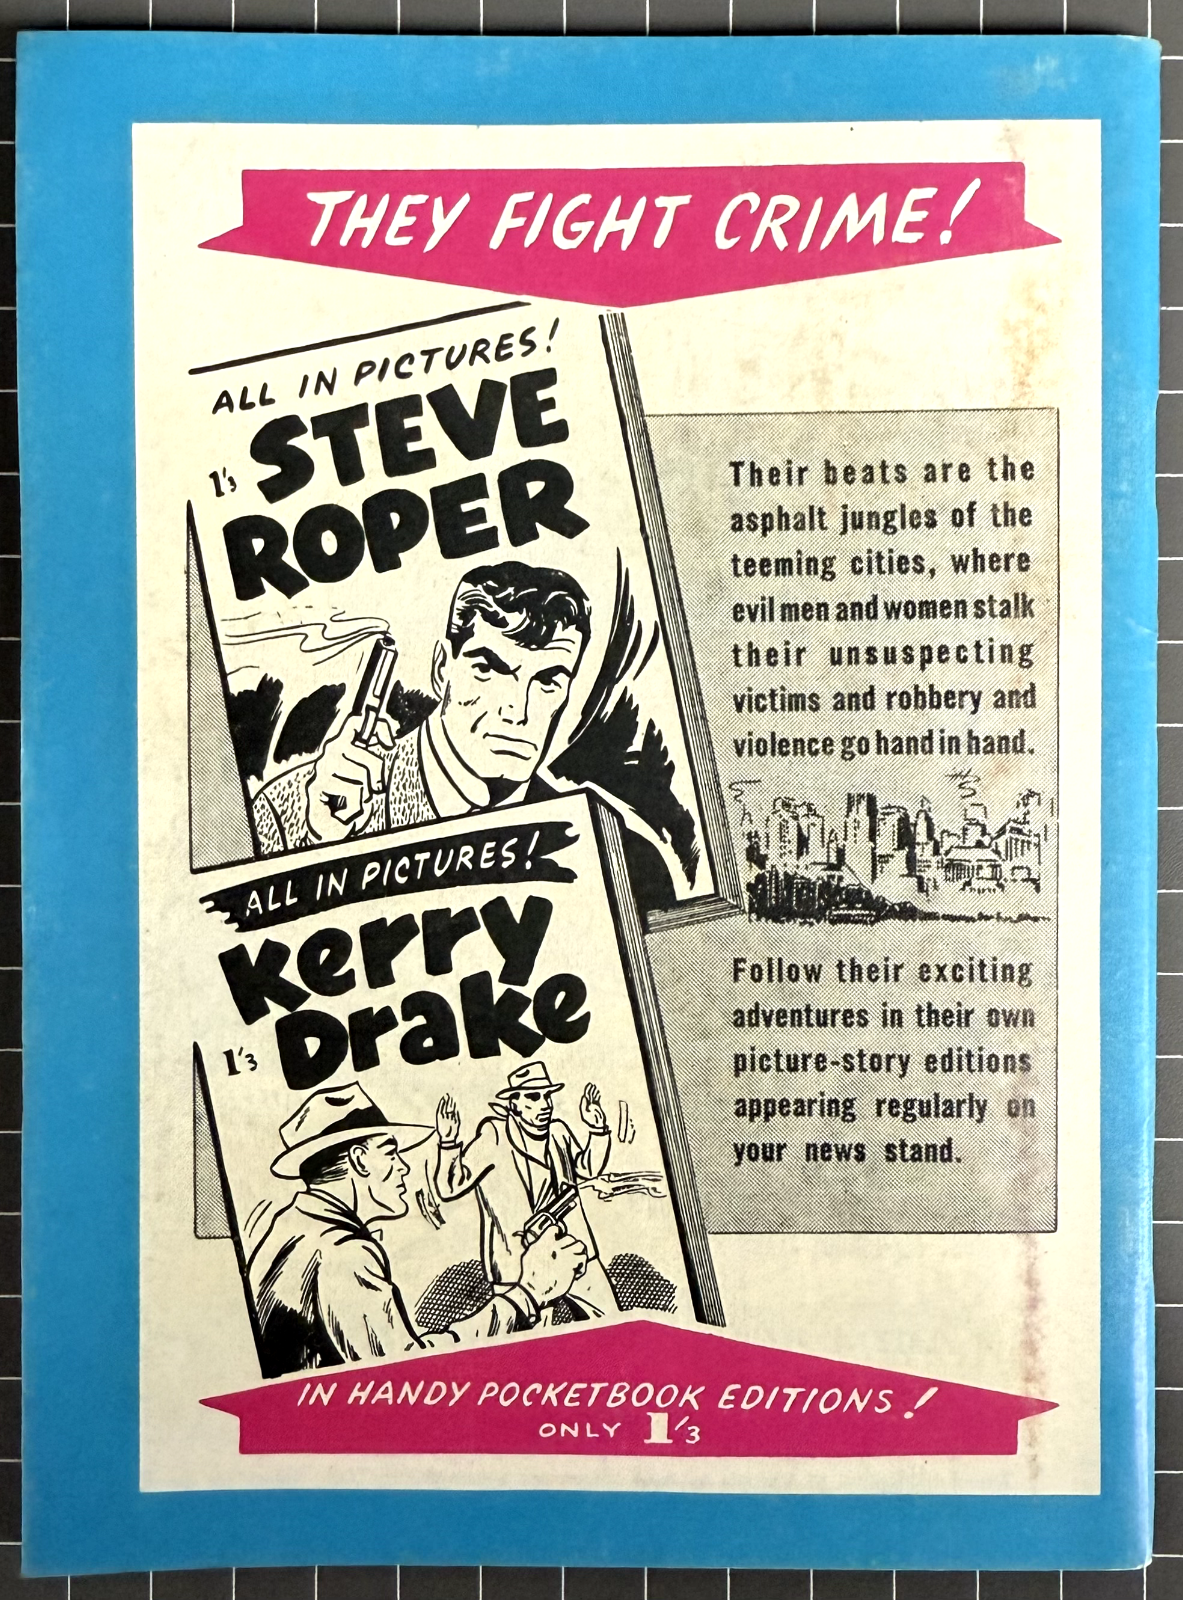 THEY FIGHT CRIME!
ALL IN PICTURES!
1'3 STEVE
ROPER
ALL IN PICTURES!
Kerry
Drake
1'3
Their beats are the
asphalt jungles of the
teeming cities, where
evil men and women stalk
their unsuspecting
victims and robbery and
violence go hand in hand.
Follow their exciting
adventures in their own
picture-story editions
appearing regularly on
your news stand.
IN HANDY POCKETBOOK EDITIONS!
ONLY 1'3